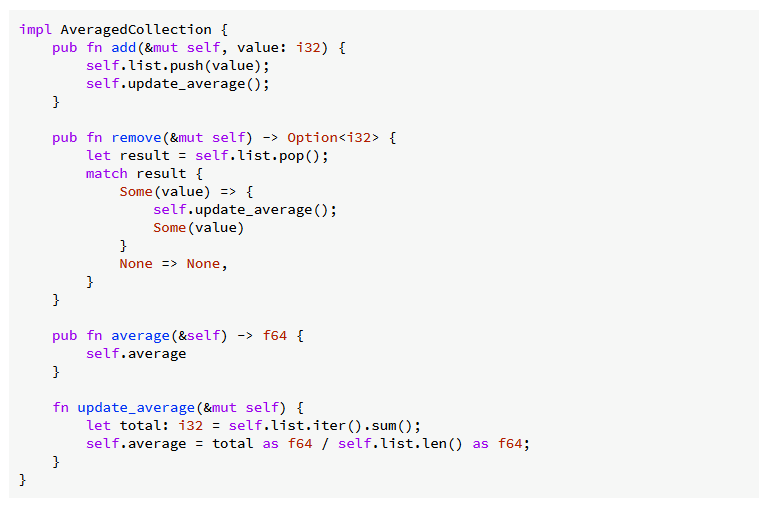 impl AveragedCollection {
    pub fn add(&mut self, value: i32) {
        self.list.push(value);
        self.update_average();
    }

    pub fn remove(&mut self) -> Option<i32> {
        let result = self.list.pop();
        match result {
            Some(value) => {
                self.update_average();
                Some(value)
            }
            None => None,
        }
    }

    pub fn average(&self) -> f64 {
        self.average
    }

    fn update_average(&mut self) {
        let total: i32 = self.list.iter().sum();
        self.average = total as f64 / self.list.len() as f64;
    }
}